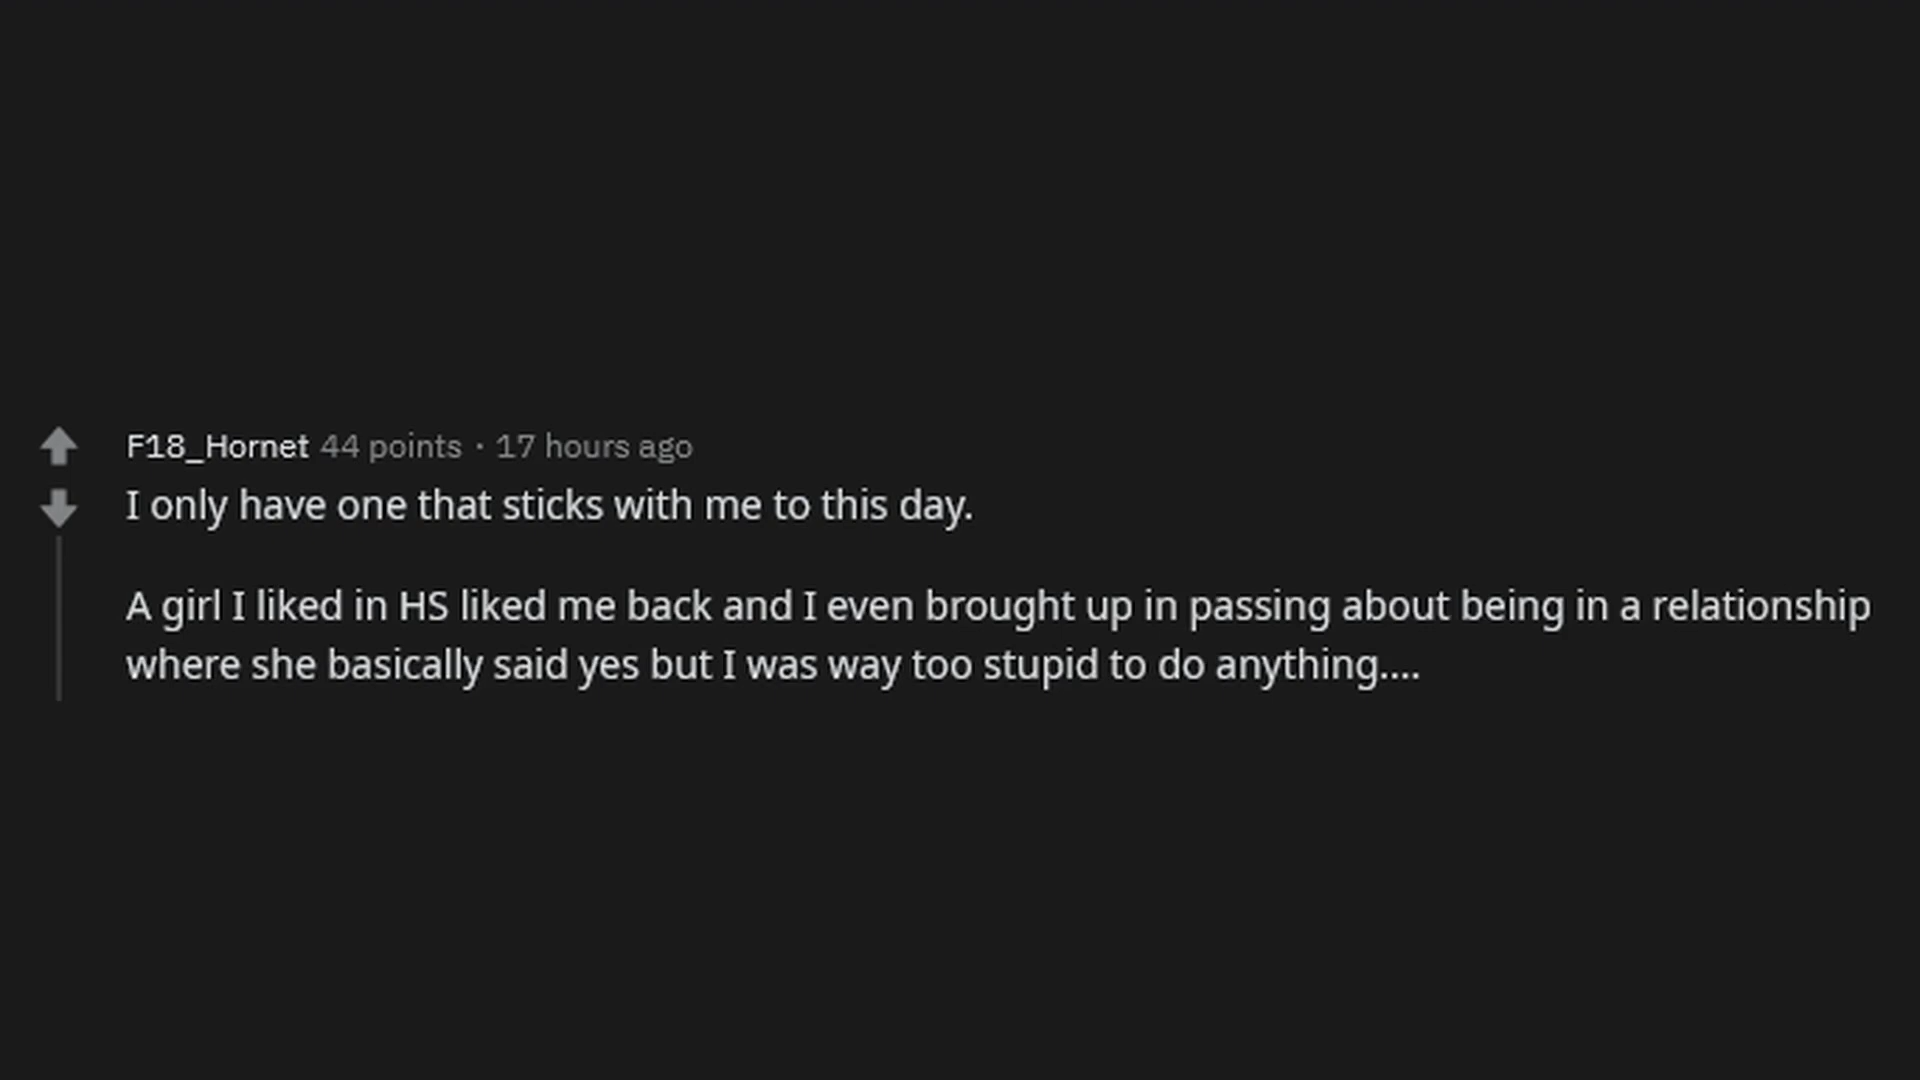 F18_Hornet 44 points · 17 hours ago
I only have one that sticks with me to this day.
A girl I liked in HS liked me back and I even brought up in passing about being in a relationship
where she basically said yes but I was way too stupid to do anything....